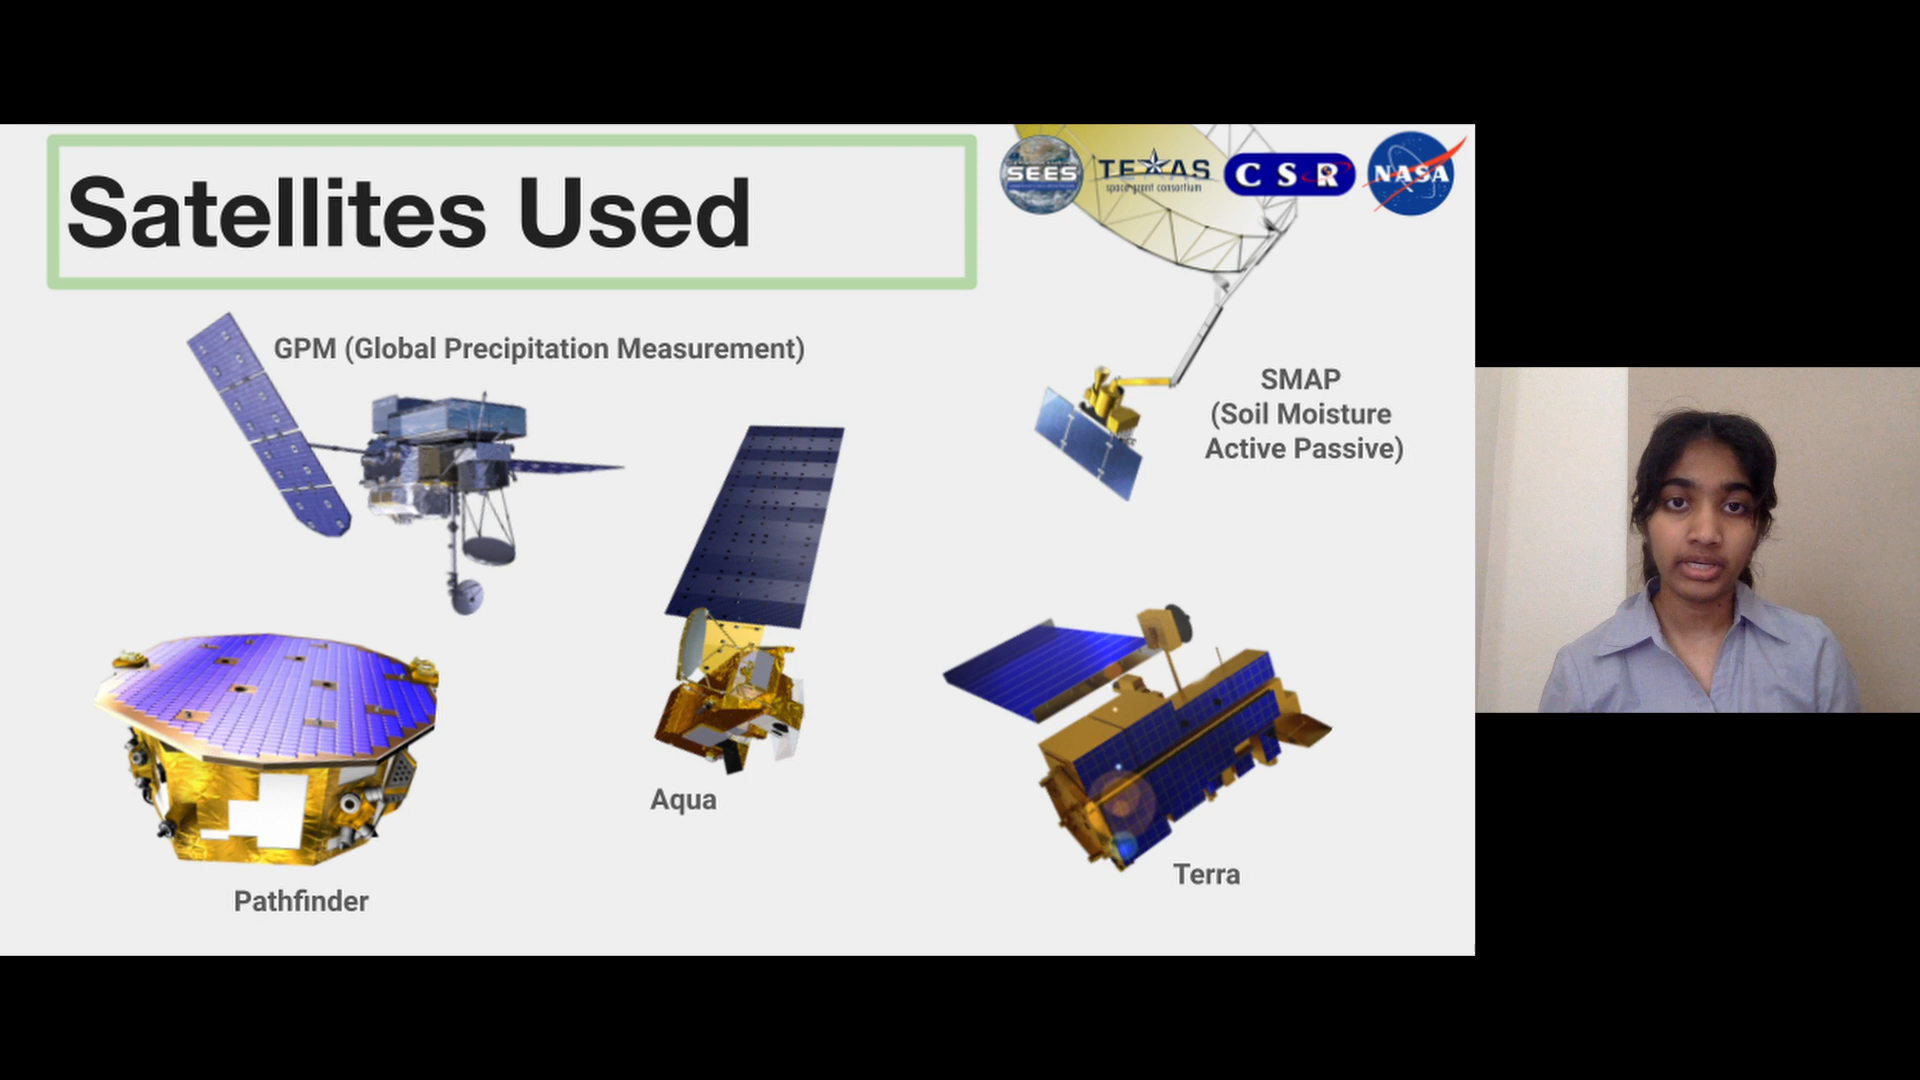 Satellites Used
SEES
TEXAS
space grant consortium
CSR
NASA
GPM (Global Precipitation Measurement)
SMAP
(Soil Moisture
Active Passive)
Aqua
Terra
Pathfinder